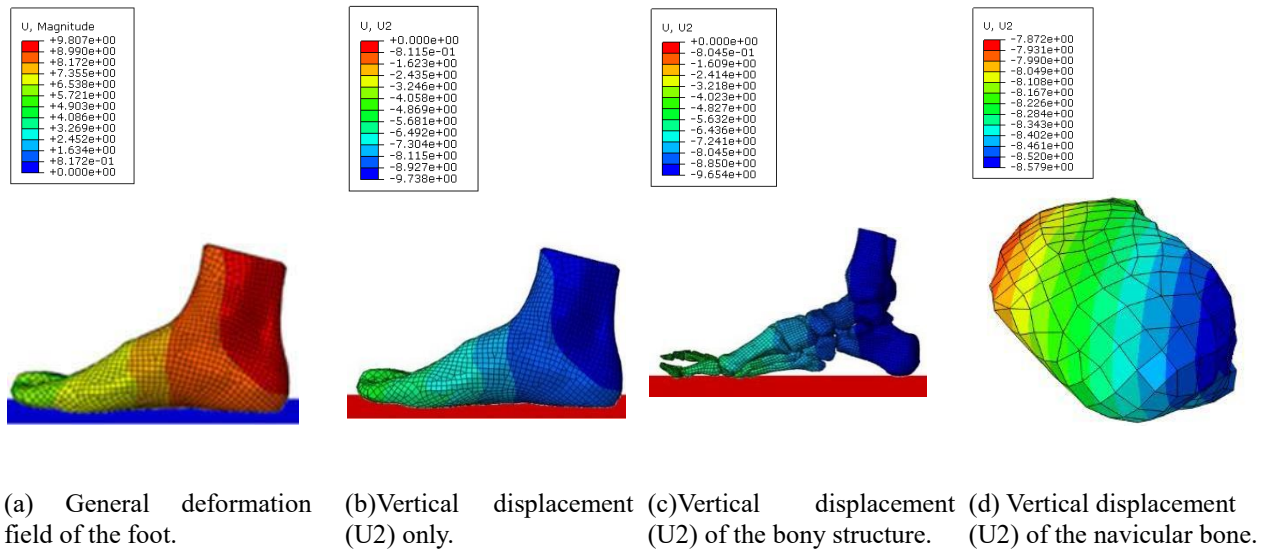 U, Magnitude
+9.807e+00
+8.990e+00
+8.172e+00
+7.355e+00
+6.538e+00
+5.721e+00
+4.903e+00
+4.086e+00
+3.269e+00
+2.452e+00
+1.634e+00
+8.172e-01
+0.000e+00
U, U2
+0.000e+00
-8.115e-01
-1.623e+00
-2.435e+00
-3.246e+00
-4.058e+00
-4.869e+00
-5.681e+00
-6.492e+00
-7.304e+00
-8.115e+00
-8.927e+00
-9.738e+00
U, U2
+0.000e+00
-8.045e-01
-1.609e+00
-2.414e+00
-3.218e+00
-4.023e+00
-4.827e+00
-5.632e+00
-6.436e+00
-7.241e+00
-8.045e+00
-8.850e+00
-9.654e+00
U, U2
-7.872e+00
-7.931e+00
-7.990e+00
-8.049e+00
-8.108e+00
-8.167e+00
-8.226e+00
-8.284e+00
-8.343e+00
-8.402e+00
-8.461e+00
-8.520e+00
-8.579e+00
(a) General deformation
field of the foot.
(b)Vertical displacement
(U2) only.
(c)Vertical displacement
(U2) of the bony structure.
(d) Vertical displacement
(U2) of the navicular bone.